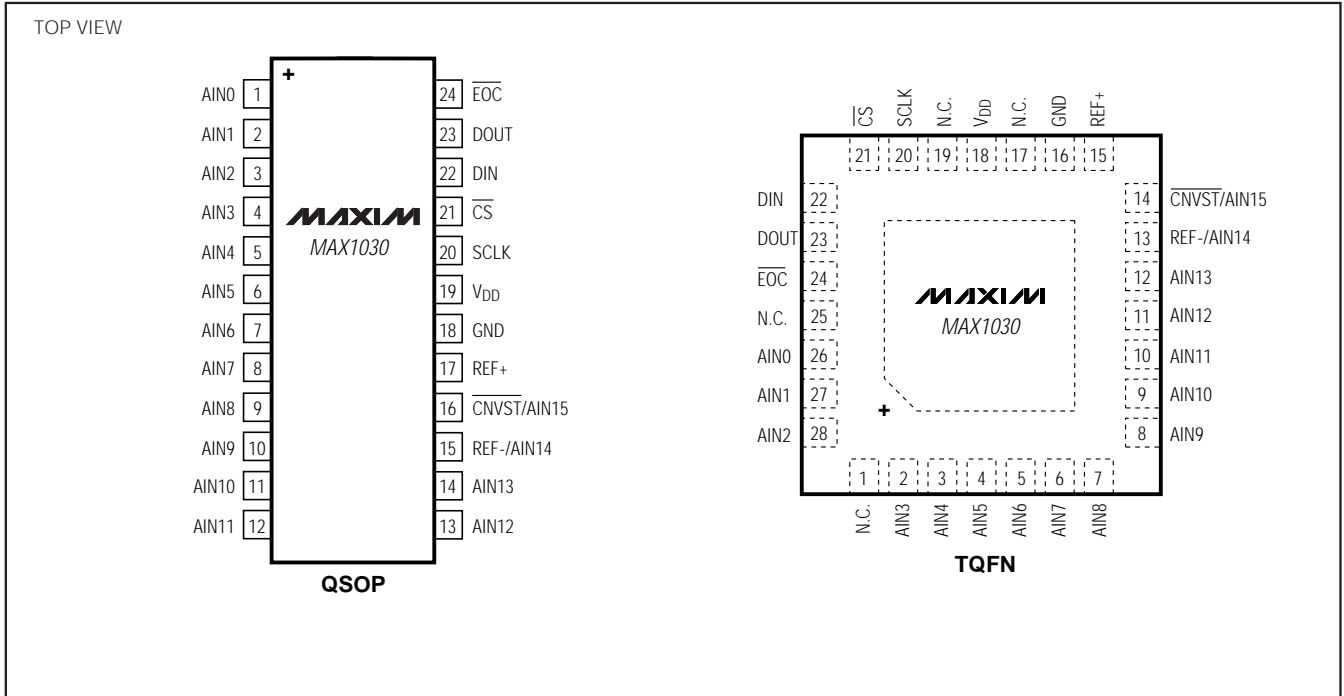 TOP VIEW
+
MAXIM
MAX1030
AIN0 1
AIN1 2
AIN2 3
AIN3 4
AIN4 5
AIN5 6
AIN6 7
AIN7 8
AIN8 9
AIN9 10
AIN10 11
AIN11 12
24 EOC
23 DOUT
22 DIN
21 CS
20 SCLK
19 VDD
18 GND
17 REF+
16 CNVST/AIN15
15 REF-/AIN14
14 AIN13
13 AIN12
QSOP
CS SCLK N.C. VDD N.C. GND REF+
21 20 19 18 17 16 15
DIN 22
DOUT 23
EOC 24
N.C. 25
AIN0 26
AIN1 27
AIN2 28
MAXIM
MAX1030
+
14 CNVST/AIN15
13 REF-/AIN14
12 AIN13
11 AIN12
10 AIN11
9 AIN10
8 AIN9
1 2 3 4 5 6 7
N.C. AIN3 AIN4 AIN5 AIN6 AIN7 AIN8
TQFN